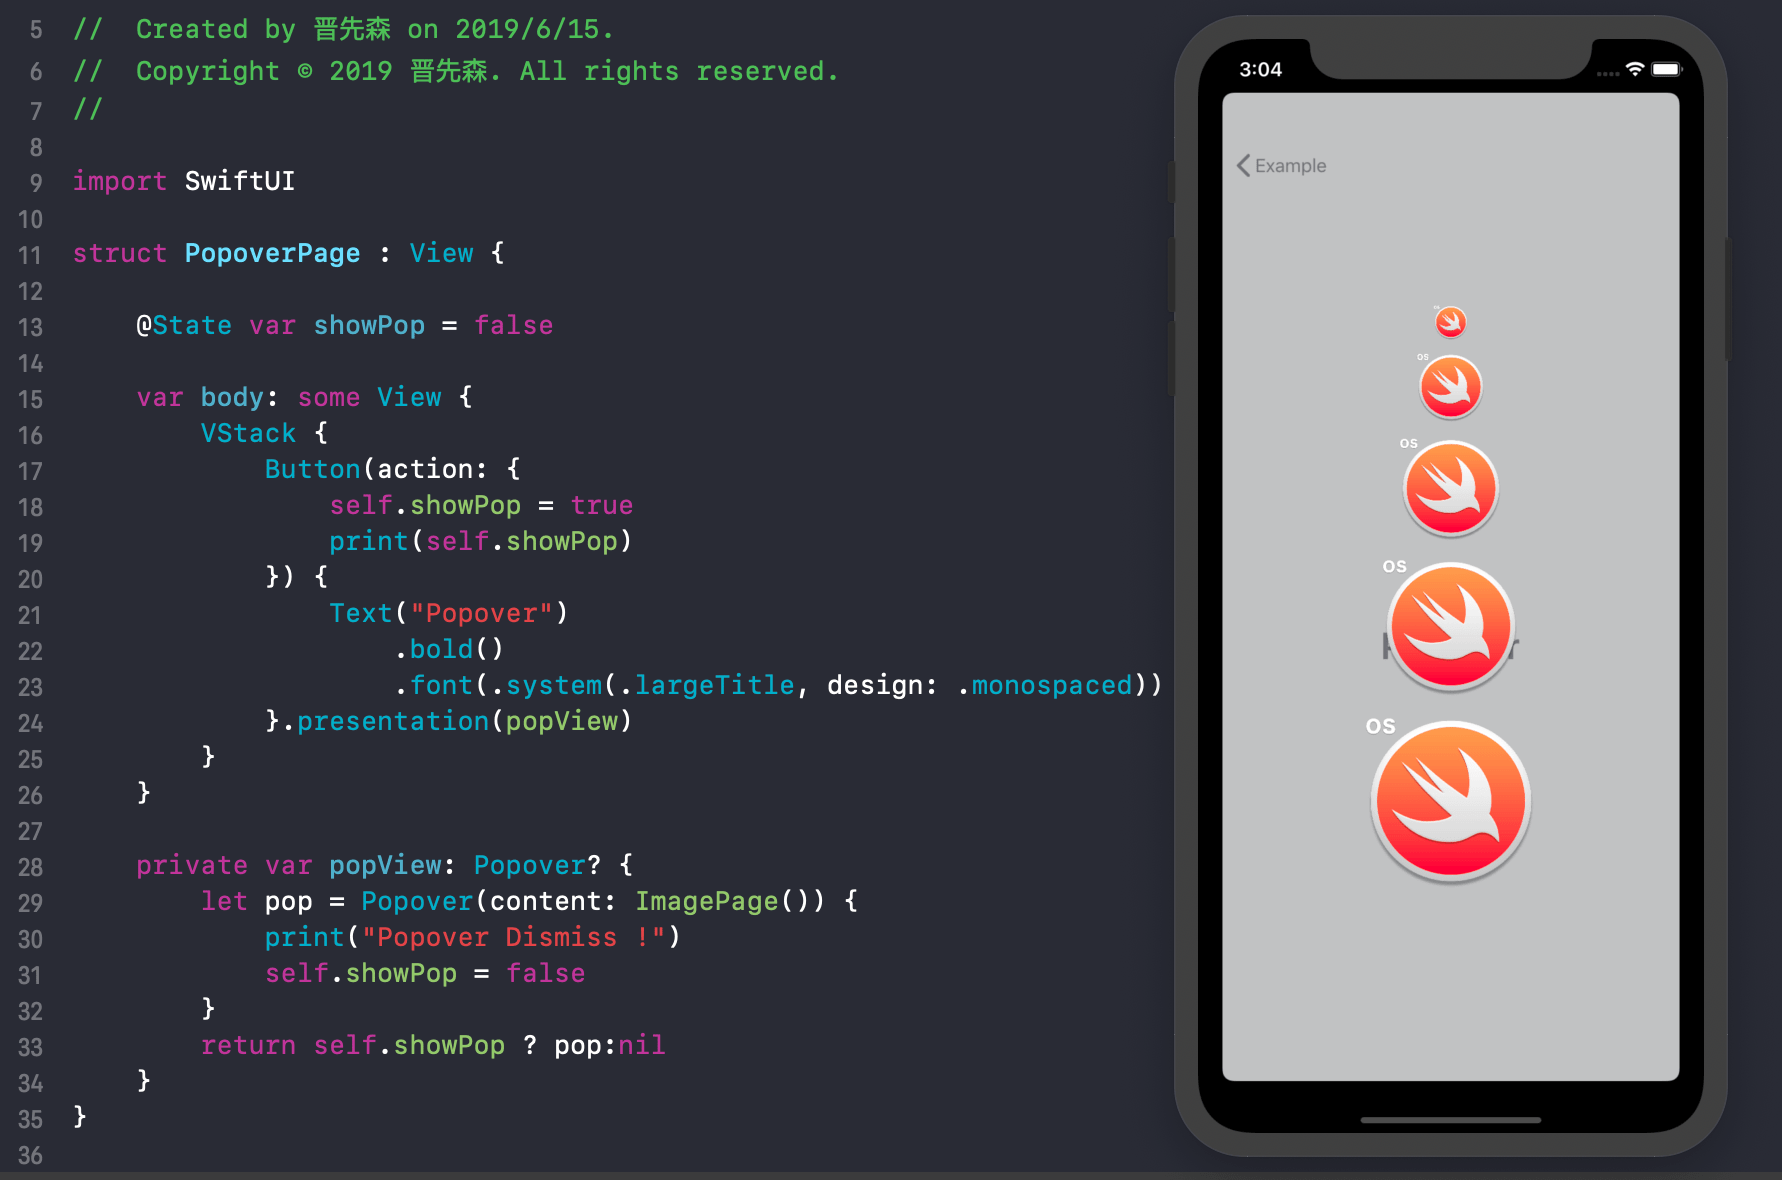 5 //  Created by 晋先森 on 2019/6/15.
6 //  Copyright © 2019 晋先森. All rights reserved.
7 //
8
9 import SwiftUI
10
11 struct PopoverPage : View {
12
13     @State var showPop = false
14
15     var body: some View {
16         VStack {
17             Button(action: {
18                 self.showPop = true
19                 print(self.showPop)
20             }) {
21                 Text("Popover")
22                     .bold()
23                     .font(.system(.largeTitle, design: .monospaced))
24             }.presentation(popView)
25         }
26     }
27
28     private var popView: Popover? {
29         let pop = Popover(content: ImagePage()) {
30             print("Popover Dismiss !")
31             self.showPop = false
32         }
33         return self.showPop ? pop:nil
34     }
35 }
36
3:04
Example
OS
OS
OS
OS